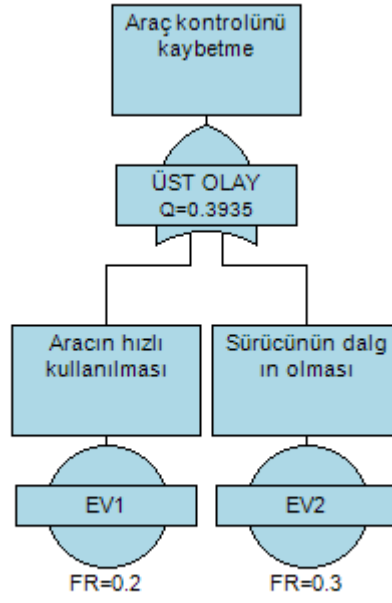 Araç kontrolünü
kaybetme
ÜST OLAY
Q=0.3935
Aracın hızlı
kullanılması
Sürücünün dalg
ın olması
EV1
EV2
FR=0.2
FR=0.3